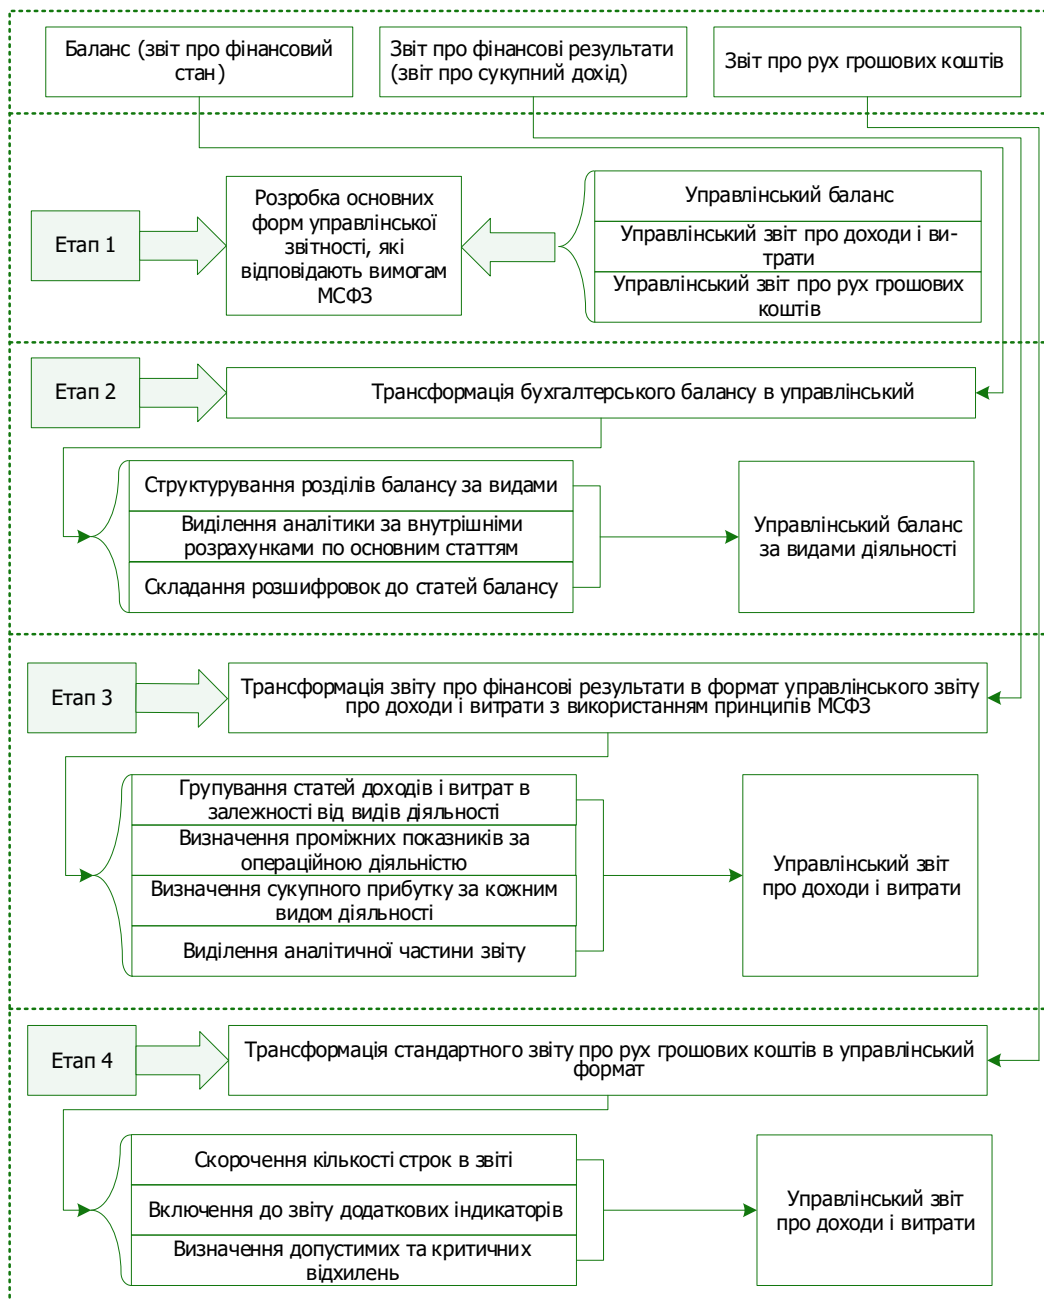 Баланс (звіт про фінансовий
стан)
Звіт про фінансові результати
(звіт про сукупний дохід)
Звіт про рух грошових коштів
Етап 1
Розробка основних
форм управлінської
звітності, які
відповідають вимогам
МСФЗ
Управлінський баланс
Управлінський звіт про доходи і ви-
трати
Управлінський звіт про рух грошових
коштів
Етап 2
Трансформація бухгалтерського балансу в управлінський
Структурування розділів балансу за видами
Виділення аналітики за внутрішніми
розрахунками по основним статтям
Складання розшифровок до статей балансу
Управлінський баланс
за видами діяльності
Етап 3
Трансформація звіту про фінансові результати в формат управлінського звіту
про доходи і витрати з використанням принципів МСФЗ
Групування статей доходів і витрат в
залежності від видів діяльності
Визначення проміжних показників за
операційною діяльністю
Визначення сукупного прибутку за кожним
видом діяльності
Виділення аналітичної частини звіту
Управлінський звіт
про доходи і витрати
Етап 4
Трансформація стандартного звіту про рух грошових коштів в управлінський
формат
Скорочення кількості строк в звіті
Включення до звіту додаткових індикаторів
Визначення допустимих та критичних
відхилень
Управлінський звіт
про доходи і витрати